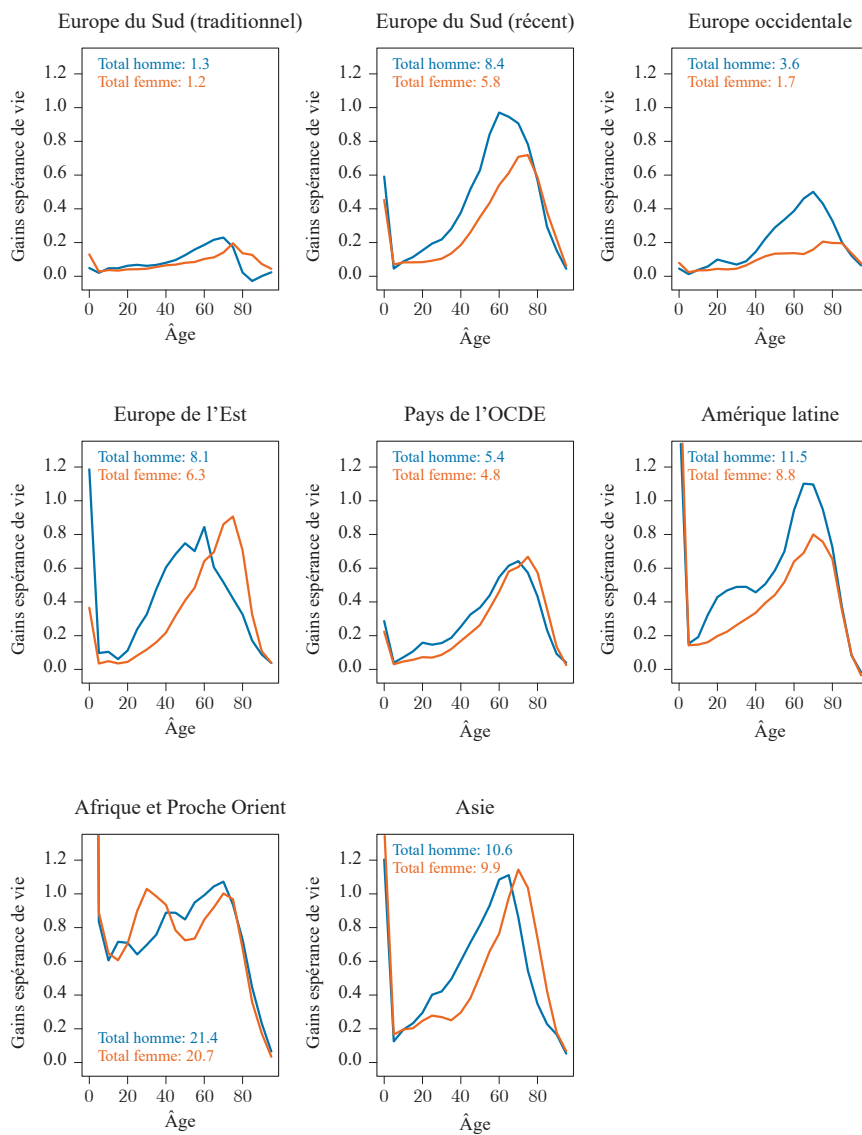 Europe du Sud (traditionnel)
Total homme: 1.3
Total femme: 1.2
Gains espérance de vie
1.2
1.0
0.8
0.6
0.4
0.2
0.0
0 20 40 60 80
Âge
Europe du Sud (récent)
Total homme: 8.4
Total femme: 5.8
Gains espérance de vie
1.2
1.0
0.8
0.6
0.4
0.2
0.0
0 20 40 60 80
Âge
Europe occidentale
Total homme: 3.6
Total femme: 1.7
Gains espérance de vie
1.2
1.0
0.8
0.6
0.4
0.2
0.0
0 20 40 60 80
Âge
Europe de l'Est
Total homme: 8.1
Total femme: 6.3
Gains espérance de vie
1.2
1.0
0.8
0.6
0.4
0.2
0.0
0 20 40 60 80
Âge
Pays de l'OCDE
Total homme: 5.4
Total femme: 4.8
Gains espérance de vie
1.2
1.0
0.8
0.6
0.4
0.2
0.0
0 20 40 60 80
Âge
Amérique latine
Total homme: 11.5
Total femme: 8.8
Gains espérance de vie
1.2
1.0
0.8
0.6
0.4
0.2
0.0
0 20 40 60 80
Âge
Afrique et Proche Orient
Gains espérance de vie
1.2
1.0
0.8
0.6
0.4
0.2
0.0
Total homme: 21.4
Total femme: 20.7
0 20 40 60 80
Âge
Asie
Total homme: 10.6
Total femme: 9.9
Gains espérance de vie
1.2
1.0
0.8
0.6
0.4
0.2
0.0
0 20 40 60 80
Âge